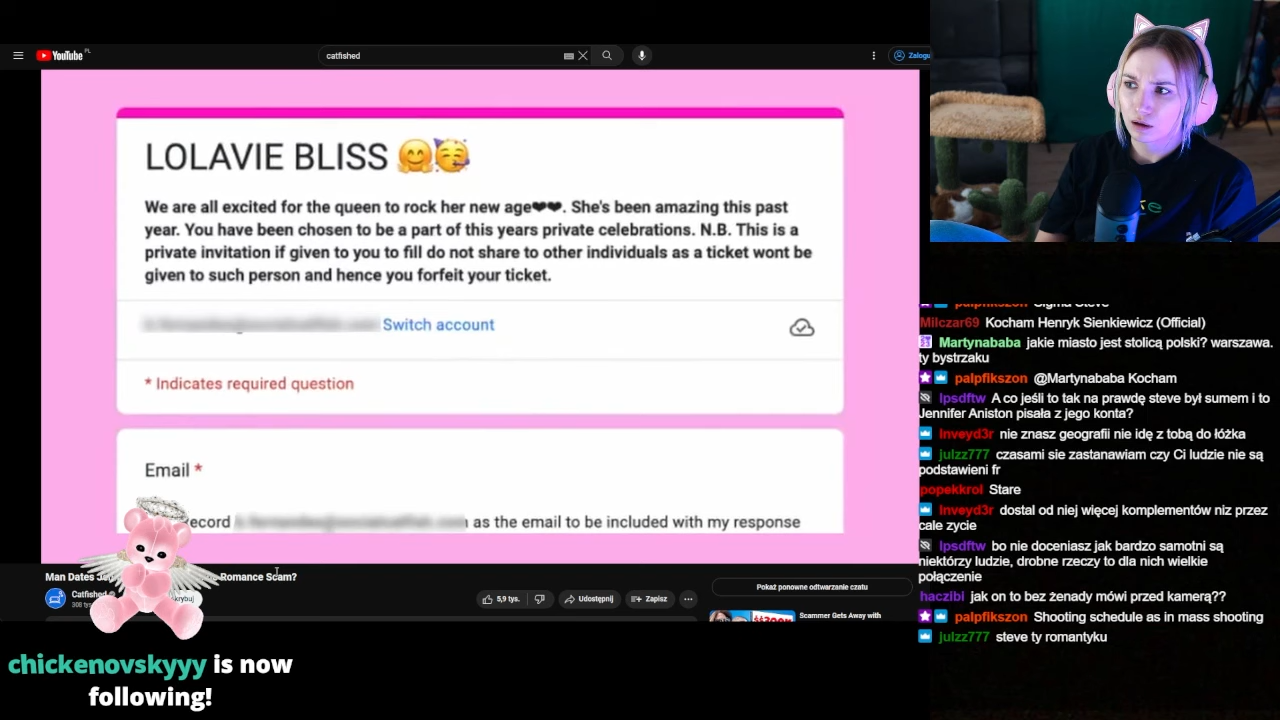 YouTube PL
catfished
Zalogu
LOLAVIE BLISS 🤗🥳
We are all excited for the queen to rock her new age❤❤. She's been amazing this past
year. You have been chosen to be a part of this years private celebrations. N.B. This is a
private invitation if given to you to fill do not share to other individuals as a ticket wont be
given to such person and hence you forfeit your ticket.
Switch account
* Indicates required question
Email *
ecord
as the email to be included with my response
Man Dates
Romance Scam?
Catfished
308 ty
krybuj
5,9 tys.
Udostępnij
Zapisz
Pokaż ponowne odtwarzanie czatu
Scammer Gets Away with
chickenovskyyy is now
following!
palpfikszon Sigma Steve
Milczar69 Kocham Henryk Sienkiewicz (Official)
Martynababa jakie miasto jest stolicą polski? warszawa.
ty bystrzaku
palpfikszon @Martynababa Kocham
lpsdftw A co jeśli to tak na prawdę steve był sumem i to
Jennifer Aniston pisała z jego konta?
Inveyd3r nie znasz geografii nie idę z tobą do łóżka
julzz777 czasami sie zastanawiam czy Ci ludzie nie są
podstawieni fr
popekkrol Stare
Inveyd3r dostal od niej więcej komplementów niz przez
cale zycie
lpsdftw bo nie doceniasz jak bardzo samotni są
niektórzy ludzie, drobne rzeczy to dla nich wielkie
połączenie
haczibi jak on to bez żenady mówi przed kamerą??
palpfikszon Shooting schedule as in mass shooting
julzz777 steve ty romantyku